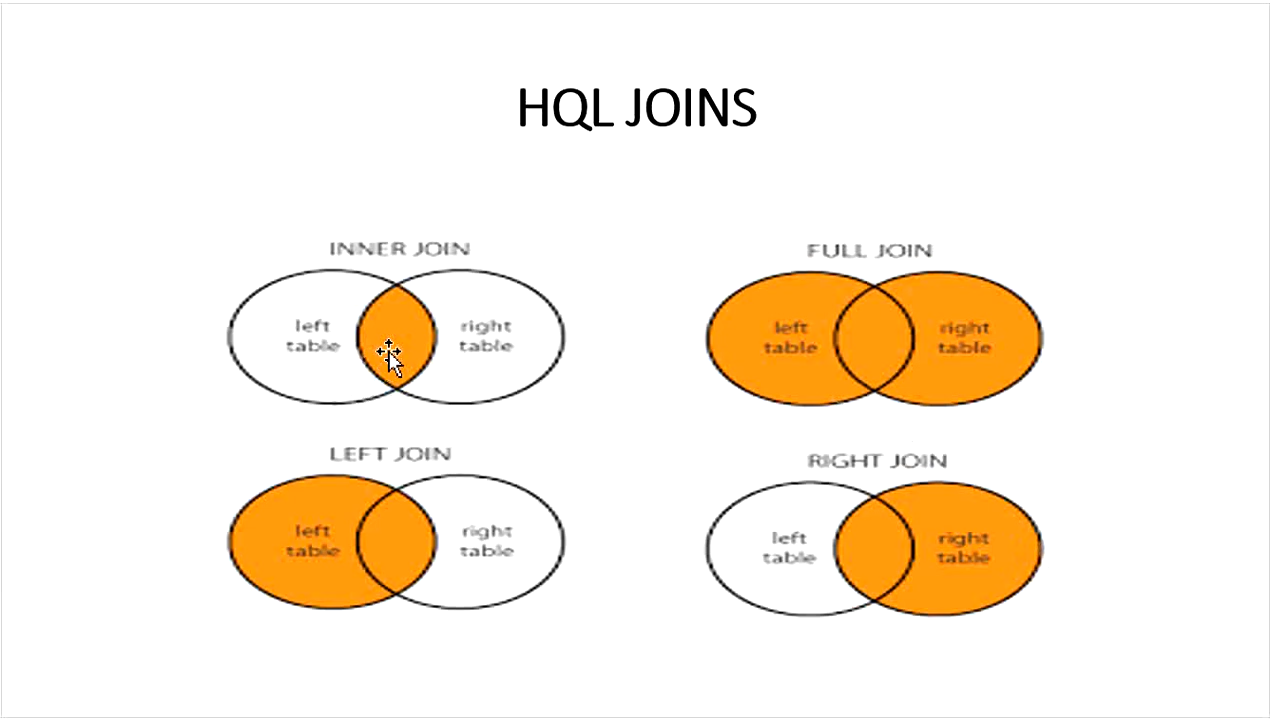 HQL JOINS
INNER JOIN
left
table
right
table
FULL JOIN
left
table
right
table
LEFT JOIN
left
table
right
table
RIGHT JOIN
left
table
right
table